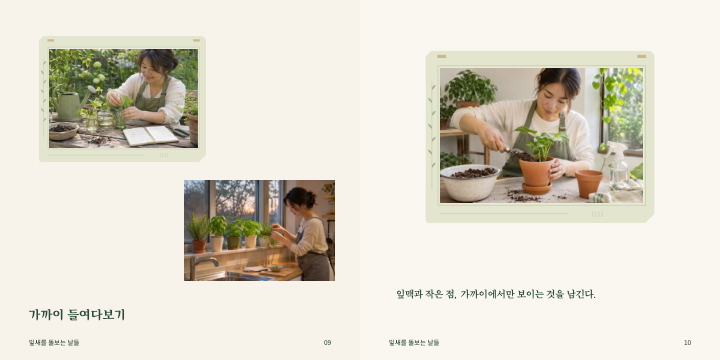 가까이 들여다보기
잎새를 돌보는 날들
09
잎맥과 작은 점, 가까이에서만 보이는 것을 남긴다.
잎새를 돌보는 날들
10